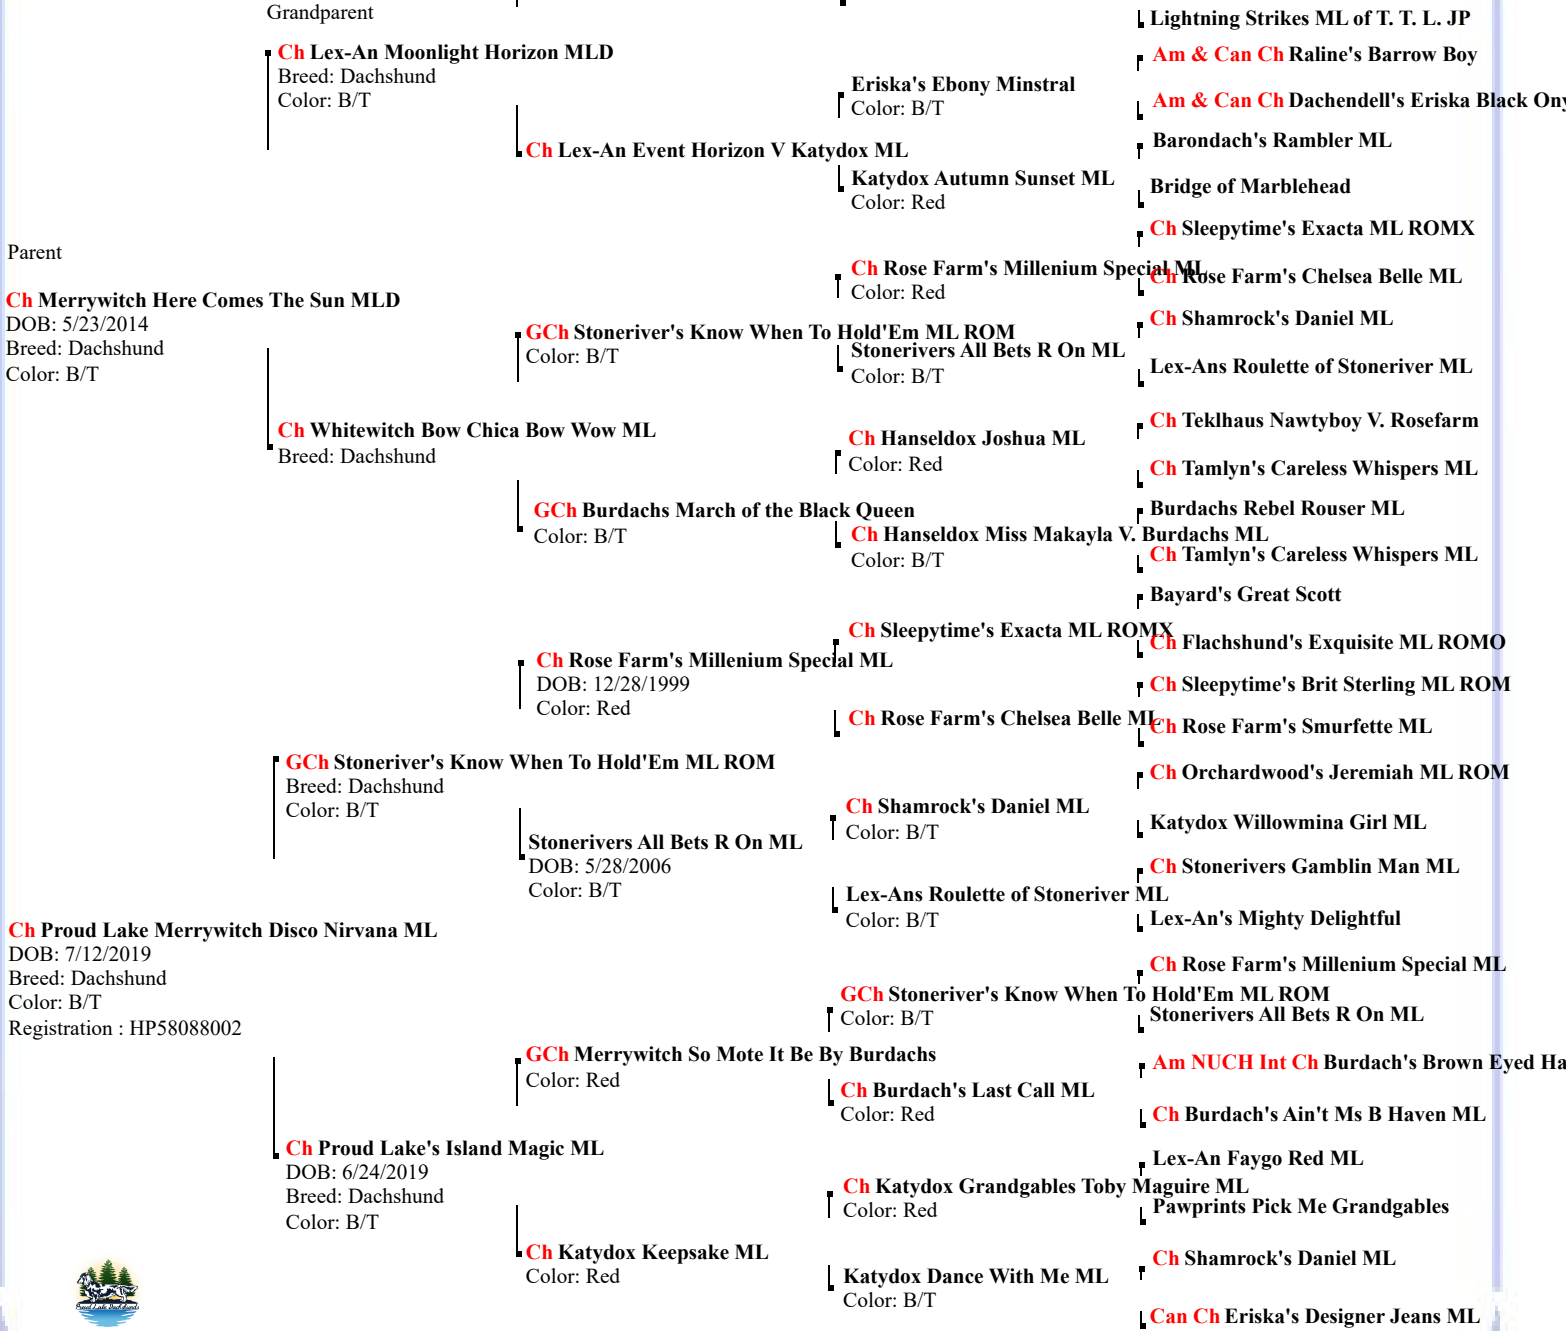 Grandparent
Ch Lex-An Moonlight Horizon MLD
Breed: Dachshund
Color: B/T
Parent
Ch Merrywitch Here Comes The Sun MLD
DOB: 5/23/2014
Breed: Dachshund
Color: B/T
Ch Whitewitch Bow Chica Bow Wow ML
Breed: Dachshund
GCh Stoneriver's Know When To Hold'Em ML ROM
Breed: Dachshund
Color: B/T
Ch Proud Lake Merrywitch Disco Nirvana ML
DOB: 7/12/2019
Breed: Dachshund
Color: B/T
Registration : HP58088002
Ch Proud Lake's Island Magic ML
DOB: 6/24/2019
Breed: Dachshund
Color: B/T
Proud Lake Dachshunds
Ch Lex-An Event Horizon V Katydox ML
GCh Stoneriver's Know When To Hold'Em ML ROM
Color: B/T
GCh Burdachs March of the Black Queen
Color: B/T
Ch Rose Farm's Millenium Special ML
DOB: 12/28/1999
Color: Red
Stonerivers All Bets R On ML
DOB: 5/28/2006
Color: B/T
GCh Merrywitch So Mote It Be By Burdachs
Color: Red
Ch Katydox Keepsake ML
Color: Red
Eriska's Ebony Minstral
Color: B/T
Katydox Autumn Sunset ML
Color: Red
Ch Rose Farm's Millenium Special ML
Color: Red
Stonerivers All Bets R On ML
Color: B/T
Ch Hanseldox Joshua ML
Color: Red
Ch Hanseldox Miss Makayla V. Burdachs ML
Color: B/T
Ch Sleepytime's Exacta ML ROMX
Ch Rose Farm's Chelsea Belle ML
Ch Shamrock's Daniel ML
Color: B/T
Lex-Ans Roulette of Stoneriver ML
Color: B/T
GCh Stoneriver's Know When To Hold'Em ML ROM
Color: B/T
Ch Burdach's Last Call ML
Color: Red
Ch Katydox Grandgables Toby Maguire ML
Color: Red
Katydox Dance With Me ML
Color: B/T
Lightning Strikes ML of T. T. L. JP
Am & Can Ch Raline's Barrow Boy
Am & Can Ch Dachendell's Eriska Black Ony
Barondach's Rambler ML
Bridge of Marblehead
Ch Sleepytime's Exacta ML ROMX
Ch Rose Farm's Chelsea Belle ML
Ch Shamrock's Daniel ML
Lex-Ans Roulette of Stoneriver ML
Ch Teklhaus Nawtyboy V. Rosefarm
Ch Tamlyn's Careless Whispers ML
Burdachs Rebel Rouser ML
Ch Tamlyn's Careless Whispers ML
Bayard's Great Scott
Ch Flachshund's Exquisite ML ROMO
Ch Sleepytime's Brit Sterling ML ROM
Ch Rose Farm's Smurfette ML
Ch Orchardwood's Jeremiah ML ROM
Katydox Willowmina Girl ML
Ch Stonerivers Gamblin Man ML
Lex-An's Mighty Delightful
Ch Rose Farm's Millenium Special ML
Stonerivers All Bets R On ML
Am NUCH Int Ch Burdach's Brown Eyed Ha
Ch Burdach's Ain't Ms B Haven ML
Lex-An Faygo Red ML
Pawprints Pick Me Grandgables
Ch Shamrock's Daniel ML
Can Ch Eriska's Designer Jeans ML